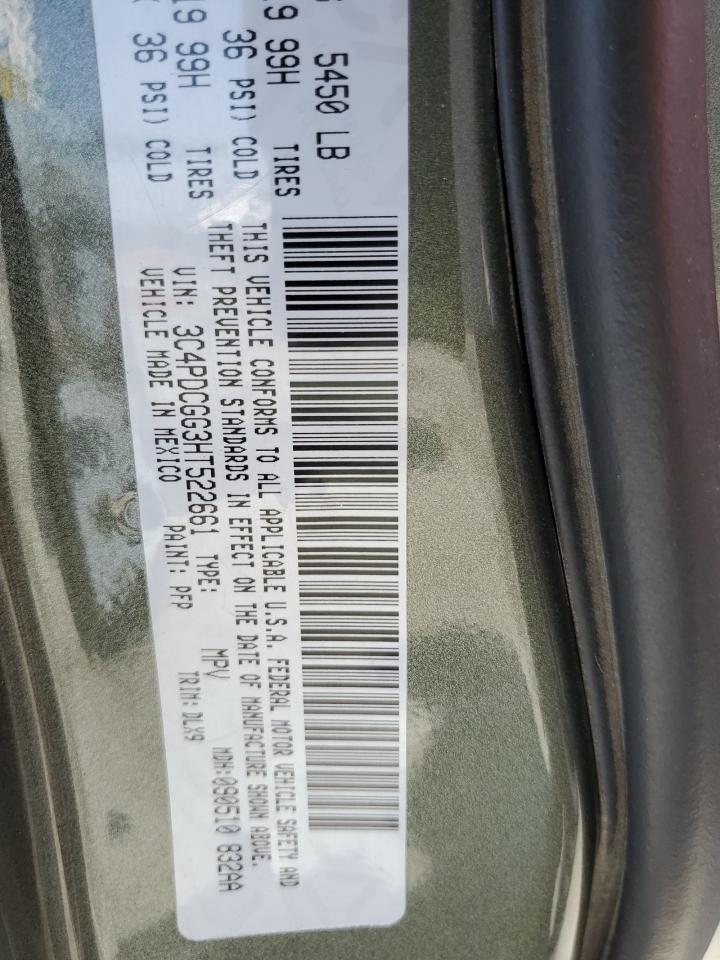 5450 LB
19 99H TIRES
36 PSI) COLD
19 99H TIRES
36 PSI) COLD
THIS VEHICLE CONFORMS TO ALL APPLICABLE U.S.A. FEDERAL MOTOR VEHICLE SAFETY AND
THEFT PREVENTION STANDARDS IN EFFECT ON THE DATE OF MANUFACTURE SHOWN ABOVE.
VIN: 3C4PDCGG3HT522661 TYPE: MPV MDH:090510 832AA
VEHICLE MADE IN MEXICO PAINT: PFP TRIM: DLX9